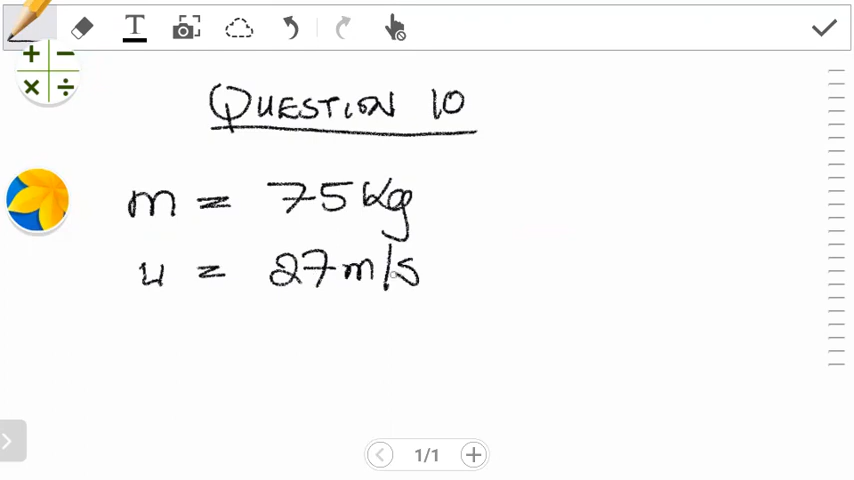 T
QUESTION 10
m = 75kg
u = 27m/s
1/1